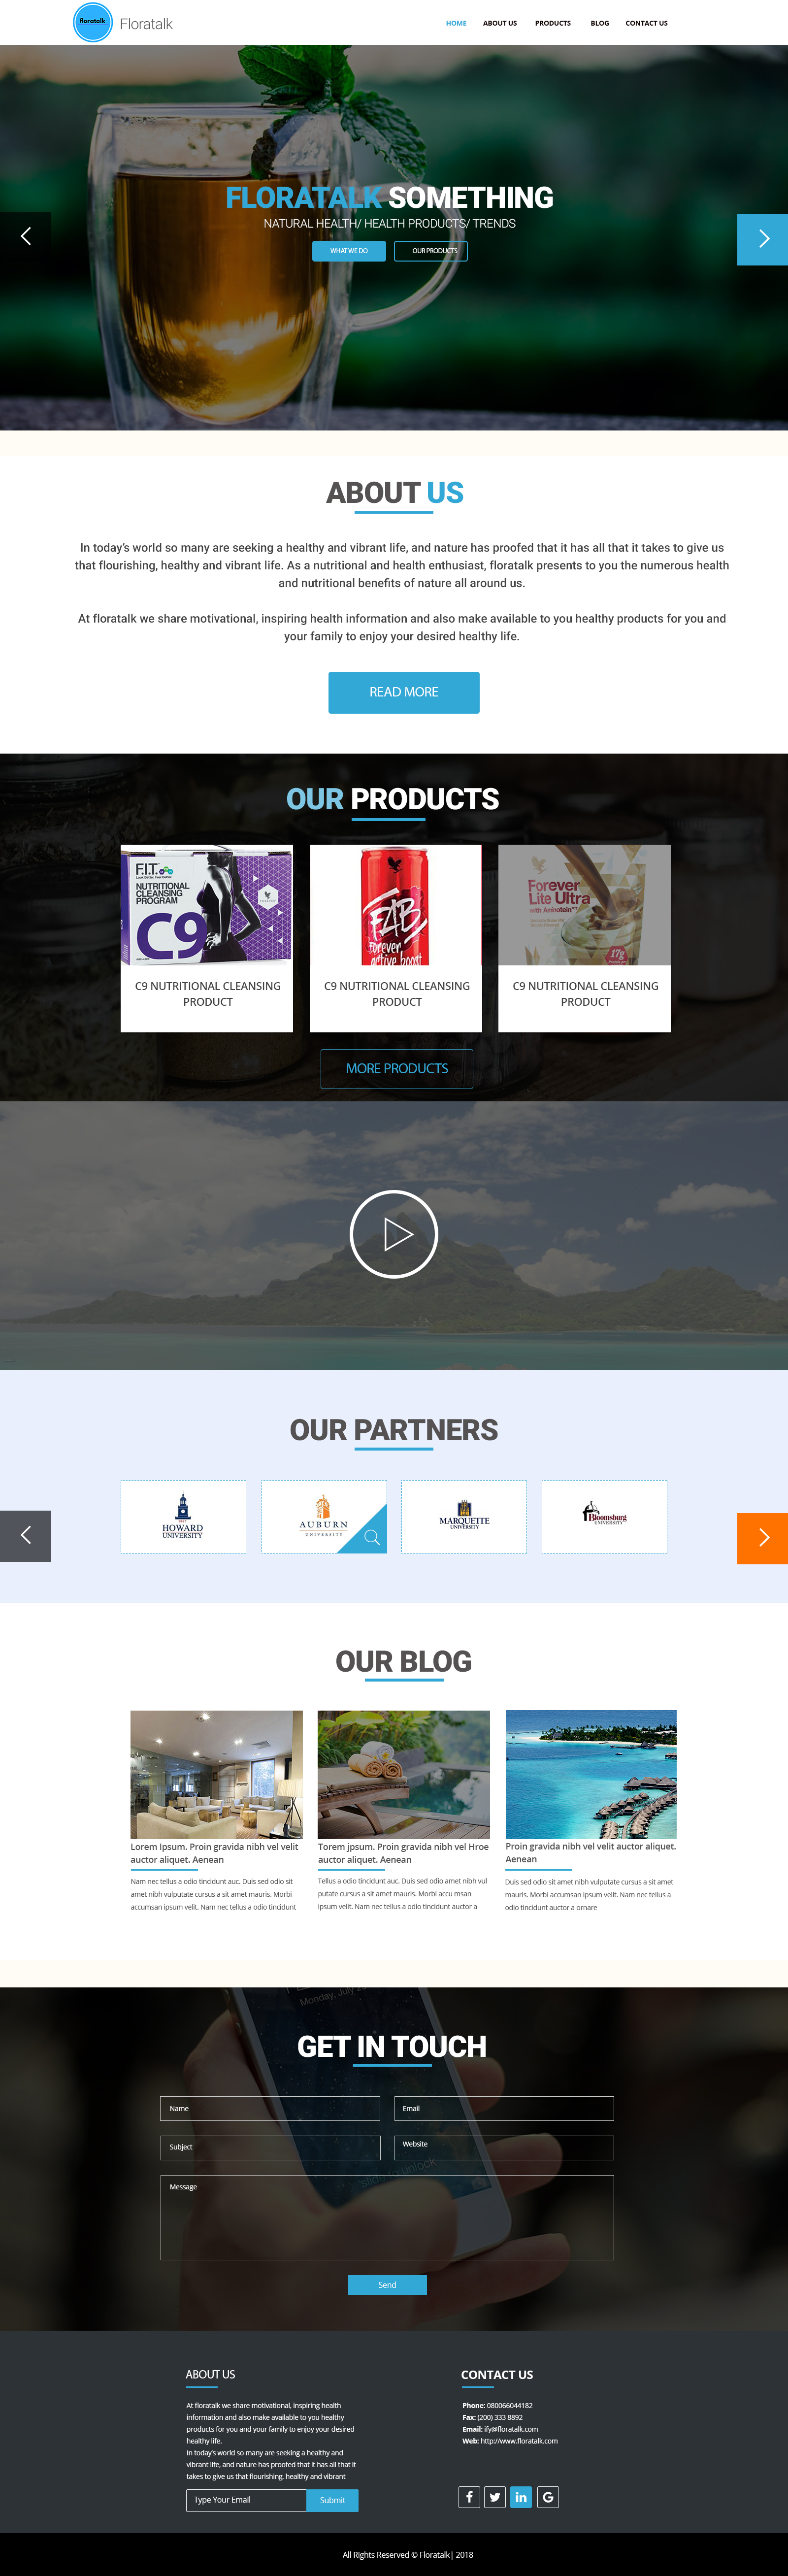 floratalk
Floratalk
HOME ABOUT US PRODUCTS BLOG CONTACT US
FLORATALK SOMETHING
NATURAL HEALTH/ HEALTH PRODUCTS/ TRENDS
WHAT WE DO OUR PRODUCTS
ABOUT US
In today's world so many are seeking a healthy and vibrant life, and nature has proofed that it has all that it takes to give us
that flourishing, healthy and vibrant life. As a nutritional and health enthusiast, floratalk presents to you the numerous health
and nutritional benefits of nature all around us.
At floratalk we share motivational, inspiring health information and also make available to you healthy products for you and
your family to enjoy your desired healthy life.
READ MORE
OUR PRODUCTS
F.I.T.
NUTRITIONAL
CLEANSING
PROGRAM
C9
FAB
Forever
active boost
Forever
Lite Ultra
with Aminotein
17g
C9 NUTRITIONAL CLEANSING
PRODUCT
C9 NUTRITIONAL CLEANSING
PRODUCT
C9 NUTRITIONAL CLEANSING
PRODUCT
MORE PRODUCTS
OUR PARTNERS
HOWARD
UNIVERSITY
AUBURN
UNIVERSITY
MARQUETTE
UNIVERSITY
Bloomsburg
UNIVERSITY
OUR BLOG
Lorem Ipsum. Proin gravida nibh vel velit
auctor aliquet. Aenean
Nam nec tellus a odio tincidunt auc. Duis sed odio sit
amet nibh vulputate cursus a sit amet mauris. Morbi
accumsan ipsum velit. Nam nec tellus a odio tincidunt
Torem jpsum. Proin gravida nibh vel Hroe
auctor aliquet. Aenean
Tellus a odio tincidunt auc. Duis sed odio amet nibh vul
putate cursus a sit amet mauris. Morbi accu msan
ipsum velit. Nam nec tellus a odio tincidunt auctor a
Proin gravida nibh vel velit auctor aliquet.
Aenean
Duis sed odio sit amet nibh vulputate cursus a sit amet
mauris. Morbi accumsan ipsum velit. Nam nec tellus a
odio tincidunt auctor a ornare
Monday, July
GET IN TOUCH
Name Email
Subject Website
slide to unlock
Message
Send
ABOUT US
At floratalk we share motivational, inspiring health
information and also make available to you healthy
products for you and your family to enjoy your desired
healthy life.
In today's world so many are seeking a healthy and
vibrant life, and nature has proofed that it has all that it
takes to give us that flourishing, healthy and vibrant
Type Your Email Submit
CONTACT US
Phone: 080066044182
Fax: (200) 333 8892
Email: ify@floratalk.com
Web: http://www.floratalk.com
f in G
All Rights Reserved © Floratalk| 2018